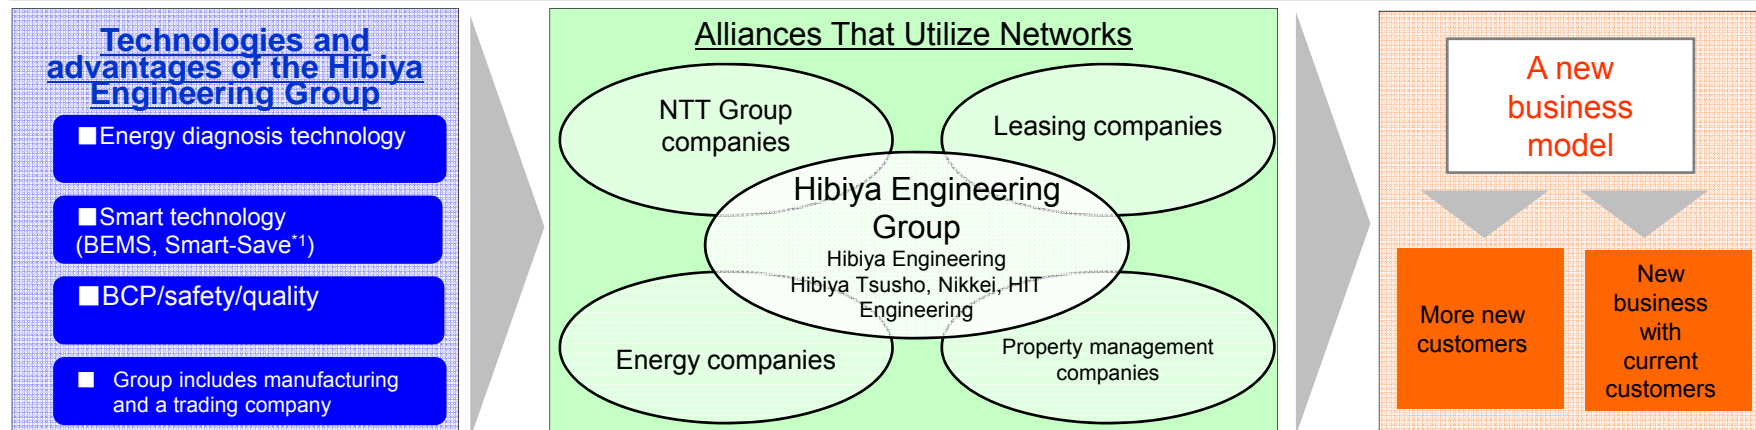 Technologies and
advantages of the Hibiya
Engineering Group
■Energy diagnosis technology
■Smart technology
(BEMS, Smart-Save*1)
■BCP/safety/quality
■ Group includes manufacturing
and a trading company
Alliances That Utilize Networks
NTT Group
companies
Leasing companies
Hibiya Engineering
Group
Hibiya Engineering
Hibiya Tsusho, Nikkei, HIT
Engineering
Energy companies
Property management
companies
A new
business
model
More new
customers
New
business
with
current
customers